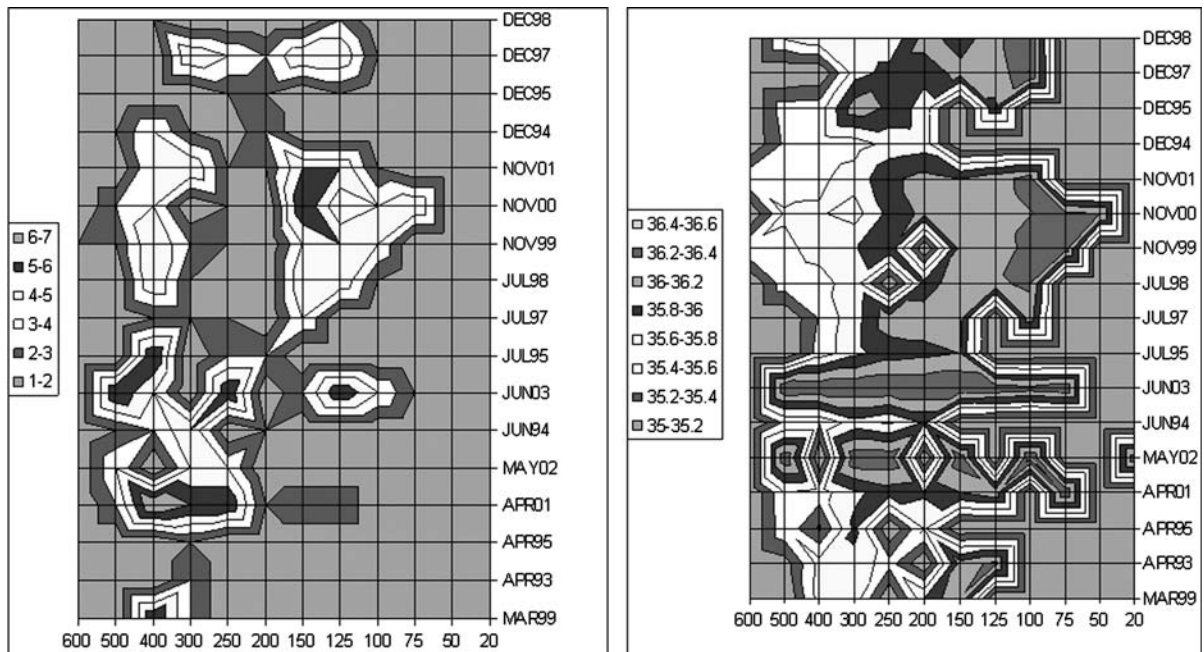 6-7
5-6
4-5
3-4
2-3
1-2
DEC98
DEC97
DEC95
DEC94
NOV01
NOV00
NOV99
JUL98
JUL97
JUL95
JUN03
JUN94
MAY02
APR01
APR95
APR93
MAR99
600 500 400 300 250 200 150 125 100 75 50 20
36.4-36.6
36.2-36.4
36-36.2
35.8-36
35.6-35.8
35.4-35.6
35.2-35.4
35-35.2
DEC98
DEC97
DEC95
DEC94
NOV01
NOV00
NOV99
JUL98
JUL97
JUL95
JUN03
JUN94
MAY02
APR01
APR95
APR93
MAR99
600 500 400 300 250 200 150 125 100 75 20